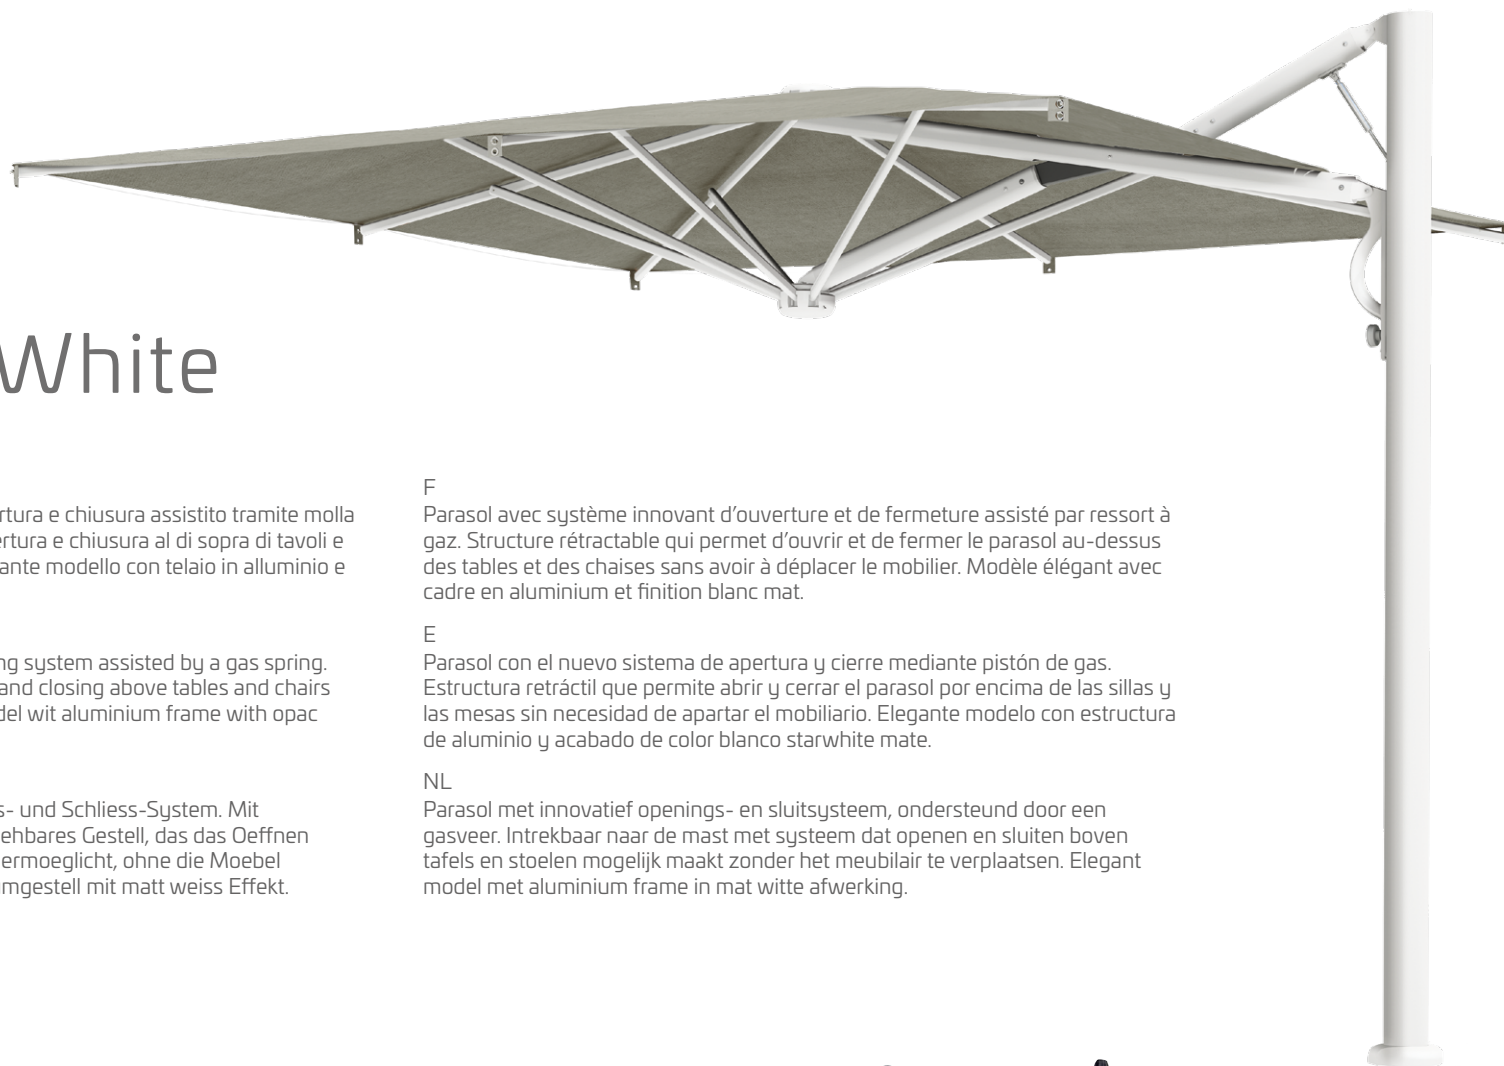 White
rtura e chiusura assistito tramite molla
ertura e chiusura al di sopra di tavoli e
ante modello con telaio in alluminio e
ng system assisted by a gas spring.
and closing above tables and chairs
del wit aluminium frame with opac
s- und Schliess-System. Mit
ehbares Gestell, das das Oeffnen
ermoeglicht, ohne die Moebel
mgestell mit matt weiss Effekt.
F
Parasol avec système innovant d’ouverture et de fermeture assisté par ressort à
gaz. Structure rétractable qui permet d’ouvrir et de fermer le parasol au-dessus
des tables et des chaises sans avoir à déplacer le mobilier. Modèle élégant avec
cadre en aluminium et finition blanc mat.
E
Parasol con el nuevo sistema de apertura y cierre mediante pistón de gas.
Estructura retráctil que permite abrir y cerrar el parasol por encima de las sillas y
las mesas sin necesidad de apartar el mobiliario. Elegante modelo con estructura
de aluminio y acabado de color blanco starwhite mate.
NL
Parasol met innovatief openings- en sluitsysteem, ondersteund door een
gasveer. Intrekbaar naar de mast met systeem dat openen en sluiten boven
tafels en stoelen mogelijk maakt zonder het meubilair te verplaatsen. Elegant
model met aluminium frame in mat witte afwerking.